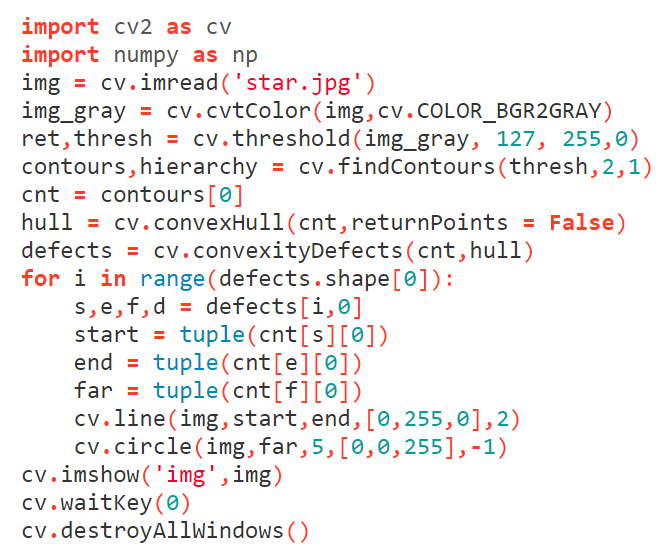 import cv2 as cv
import numpy as np
img = cv.imread('star.jpg')
img_gray = cv.cvtColor(img,cv.COLOR_BGR2GRAY)
ret,thresh = cv.threshold(img_gray, 127, 255,0)
contours,hierarchy = cv.findContours(thresh,2,1)
cnt = contours[0]
hull = cv.convexHull(cnt,returnPoints = False)
defects = cv.convexityDefects(cnt,hull)
for i in range(defects.shape[0]):
    s,e,f,d = defects[i,0]
    start = tuple(cnt[s][0])
    end = tuple(cnt[e][0])
    far = tuple(cnt[f][0])
    cv.line(img,start,end,[0,255,0],2)
    cv.circle(img,far,5,[0,0,255],-1)
cv.imshow('img',img)
cv.waitKey(0)
cv.destroyAllWindows()